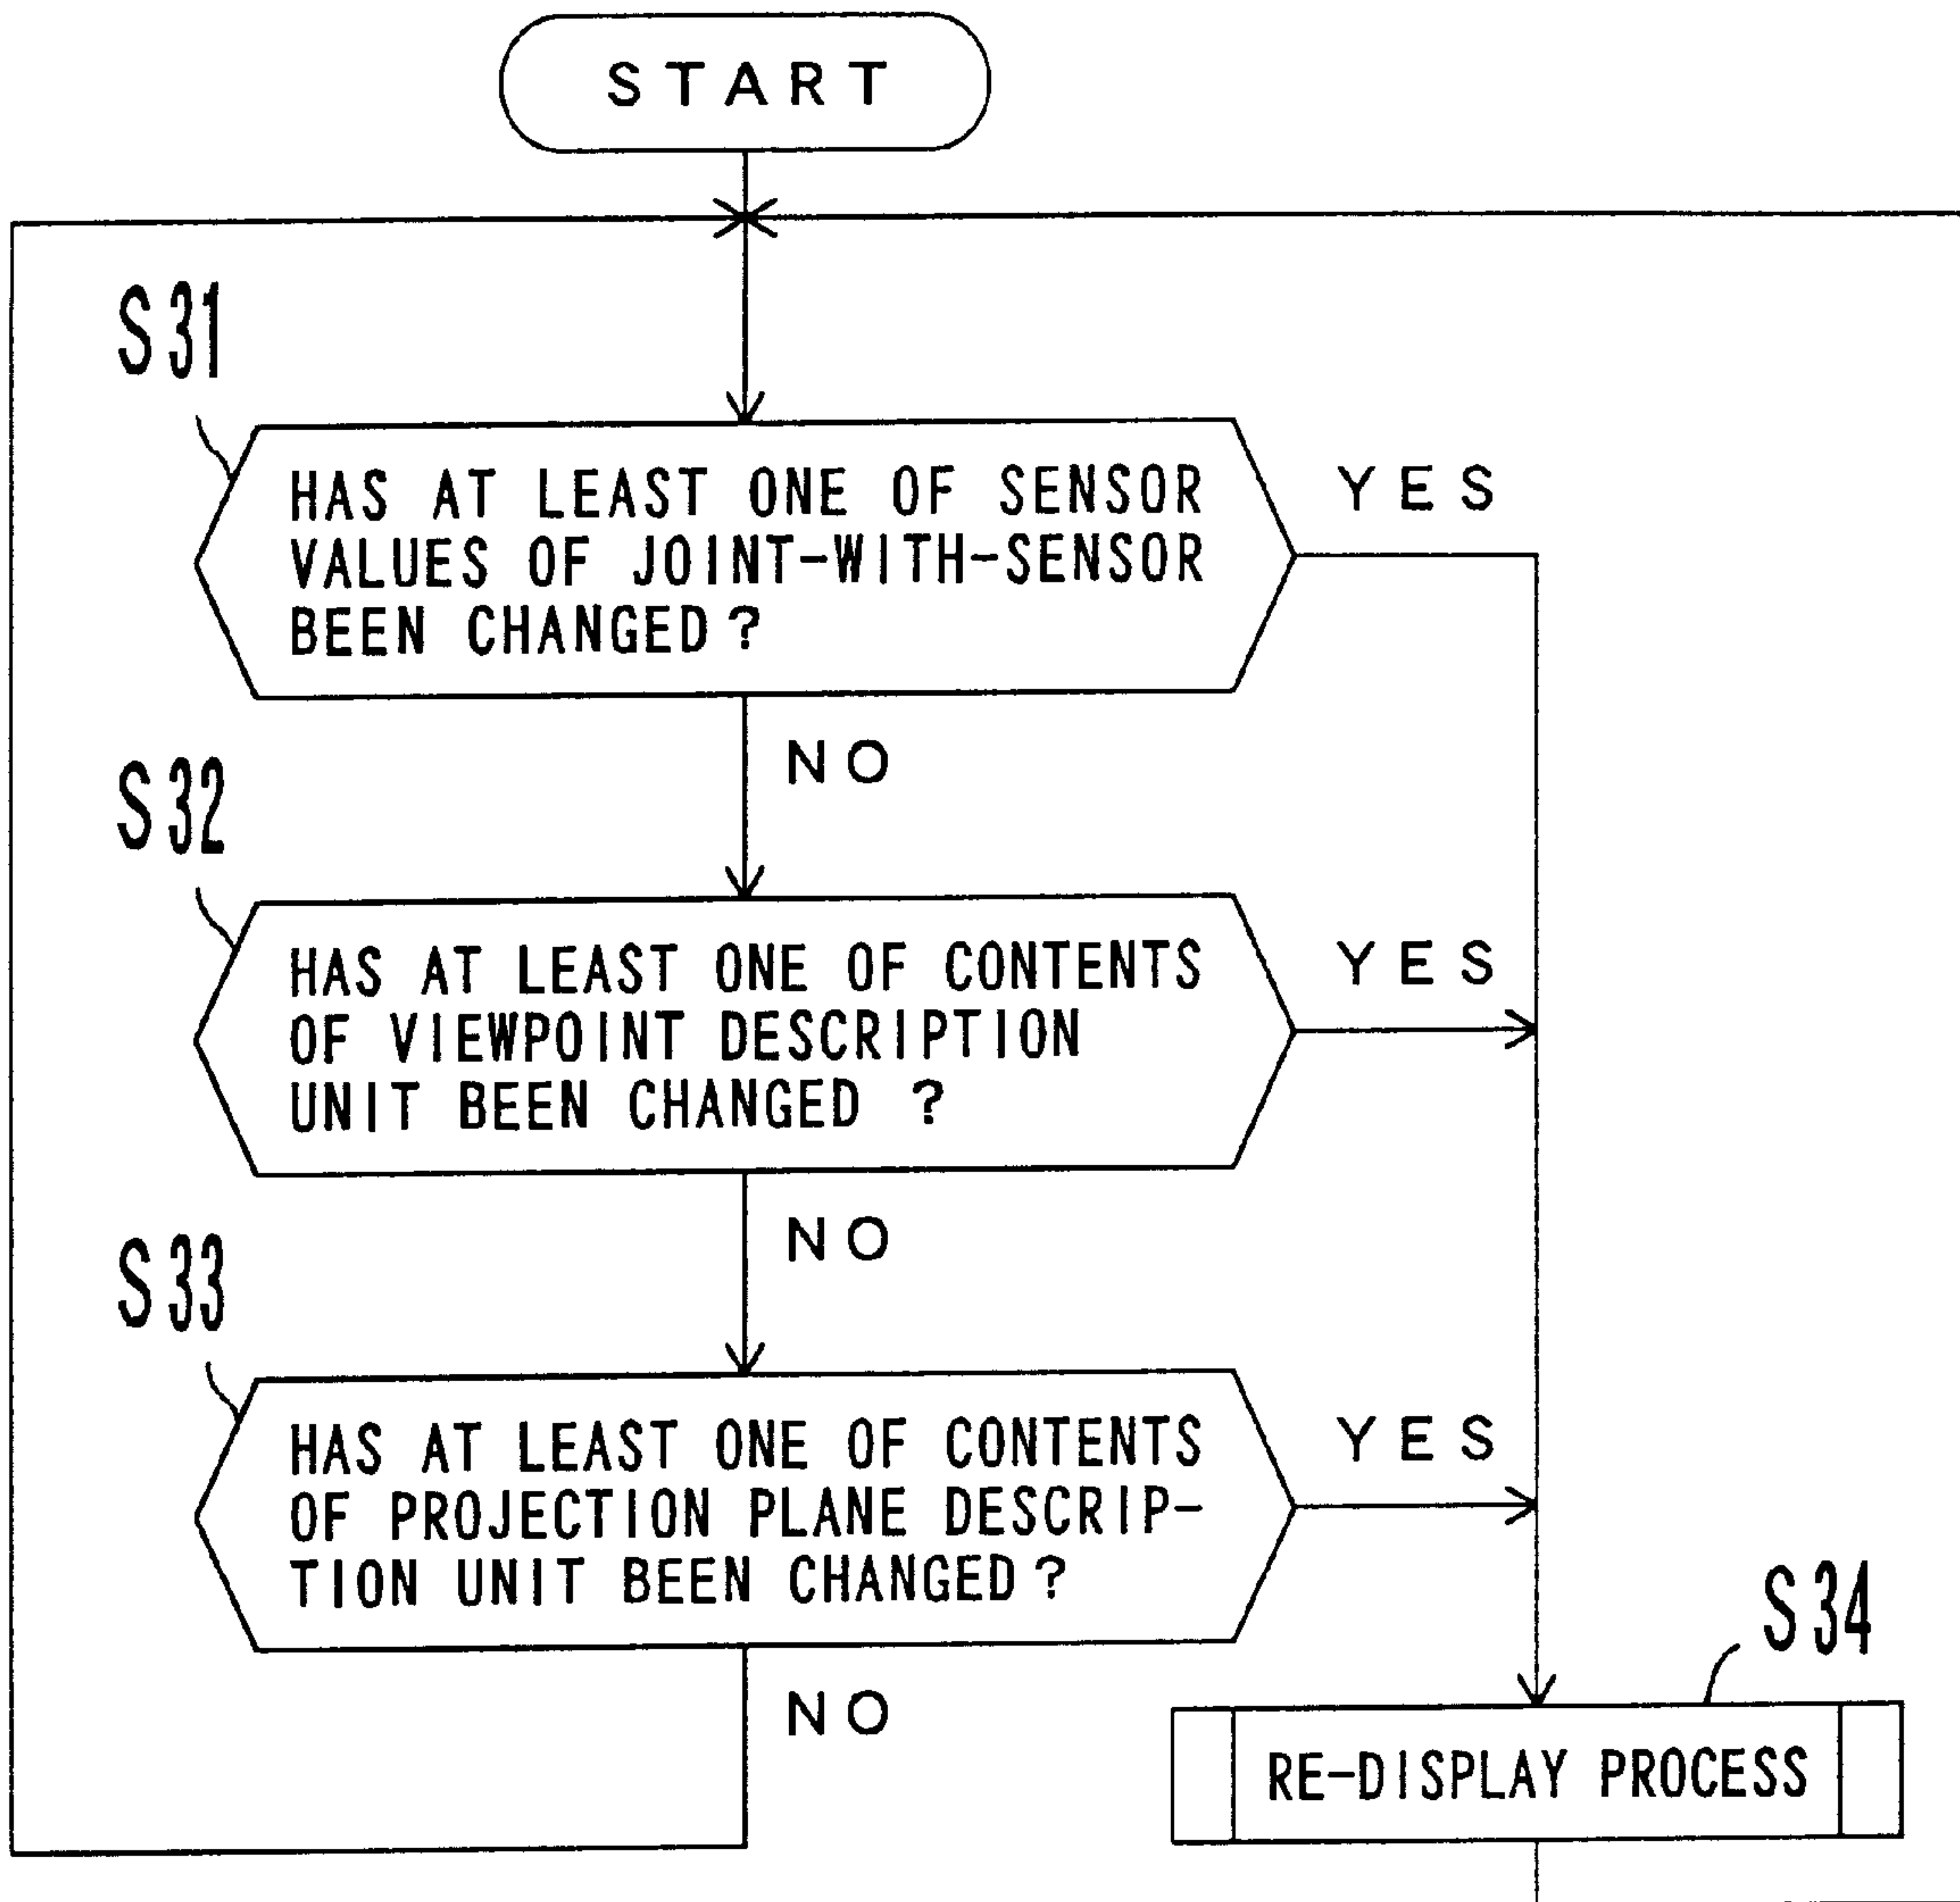 START
S31
HAS AT LEAST ONE OF SENSOR
VALUES OF JOINT-WITH-SENSOR
BEEN CHANGED?
YES
NO
S32
HAS AT LEAST ONE OF CONTENTS
OF VIEWPOINT DESCRIPTION
UNIT BEEN CHANGED ?
YES
NO
S33
HAS AT LEAST ONE OF CONTENTS
OF PROJECTION PLANE DESCRIP-
TION UNIT BEEN CHANGED?
YES
NO
S34
RE-DISPLAY PROCESS